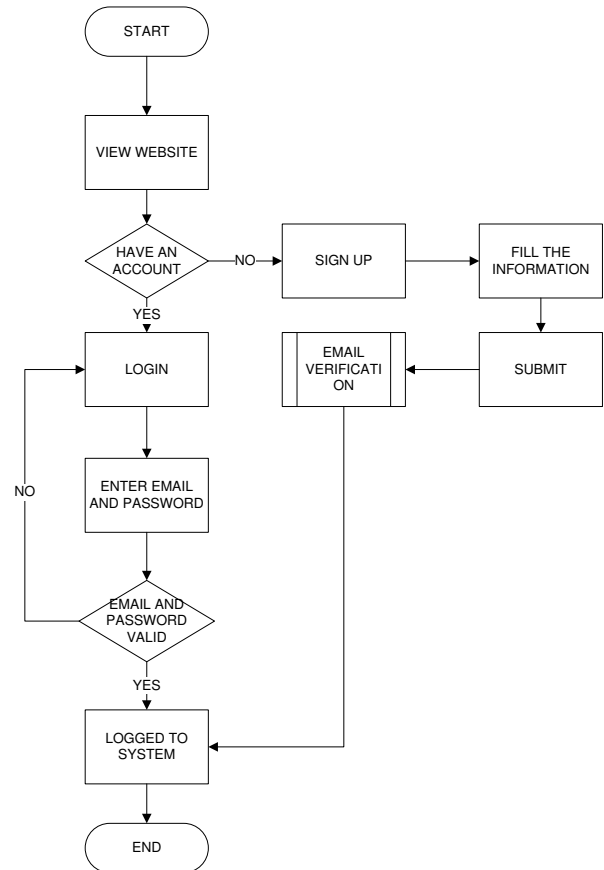 START
VIEW WEBSITE
HAVE AN
ACCOUNT
NO
SIGN UP
FILL THE
INFORMATION
YES
LOGIN
EMAIL
VERIFICATI
ON
SUBMIT
ENTER EMAIL
AND PASSWORD
NO
EMAIL AND
PASSWORD
VALID
YES
LOGGED TO
SYSTEM
END